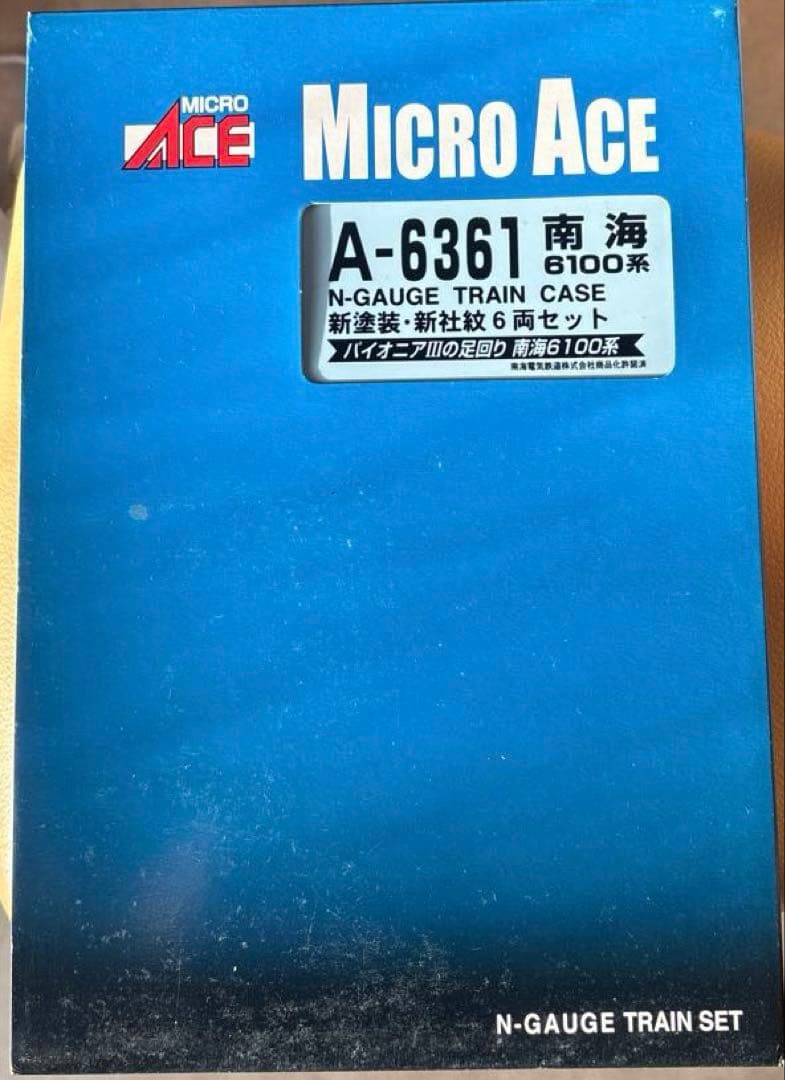 MICRO
ACE
MICRO ACE
A-6361 南海
6100系
N-GAUGE TRAIN CASE
新塗装・新社紋6両セット
パイオニアIIIの足回り 南海6100系
南海電気鉄道株式会社商品化許諾済
N-GAUGE TRAIN SET